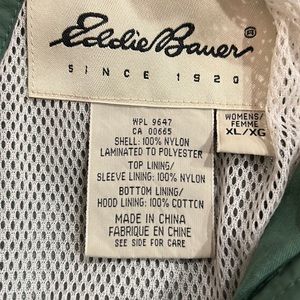 Eddie Bauer ®
SINCE 1920
WOMENS/
FEMME
XL/XG
WPL 9647
CA 00665
SHELL: 100% NYLON
LAMINATED TO POLYESTER
TOP LINING/
SLEEVE LINING: 100% NYLON
BOTTOM LINING/
HOOD LINING: 100% COTTON
MADE IN CHINA
FABRIQUE EN CHINE
SEE SIDE FOR CARE